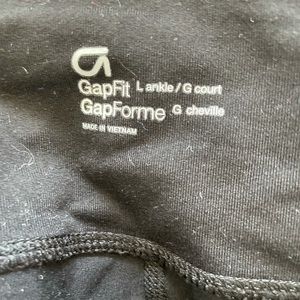 GapFit L ankle / G court
GapForme G cheville
MADE IN VIETNAM